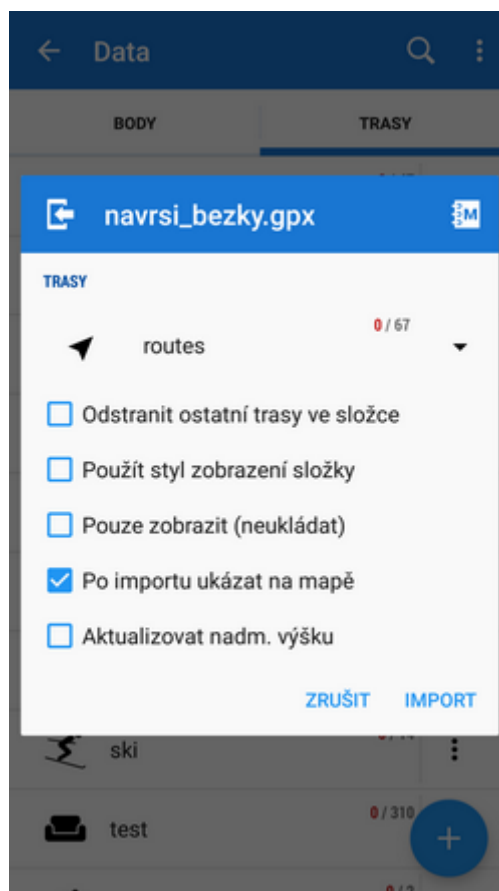 Data
BODY
TRASY
navrsi_bezky.gpx
M
TRASY
0 / 67
routes
Odstranit ostatní trasy ve složce
Použít styl zobrazení složky
Pouze zobrazit (neukládat)
Po importu ukázat na mapě
Aktualizovat nadm. výšku
ZRUŠIT
IMPORT
ski
0 / 310
test